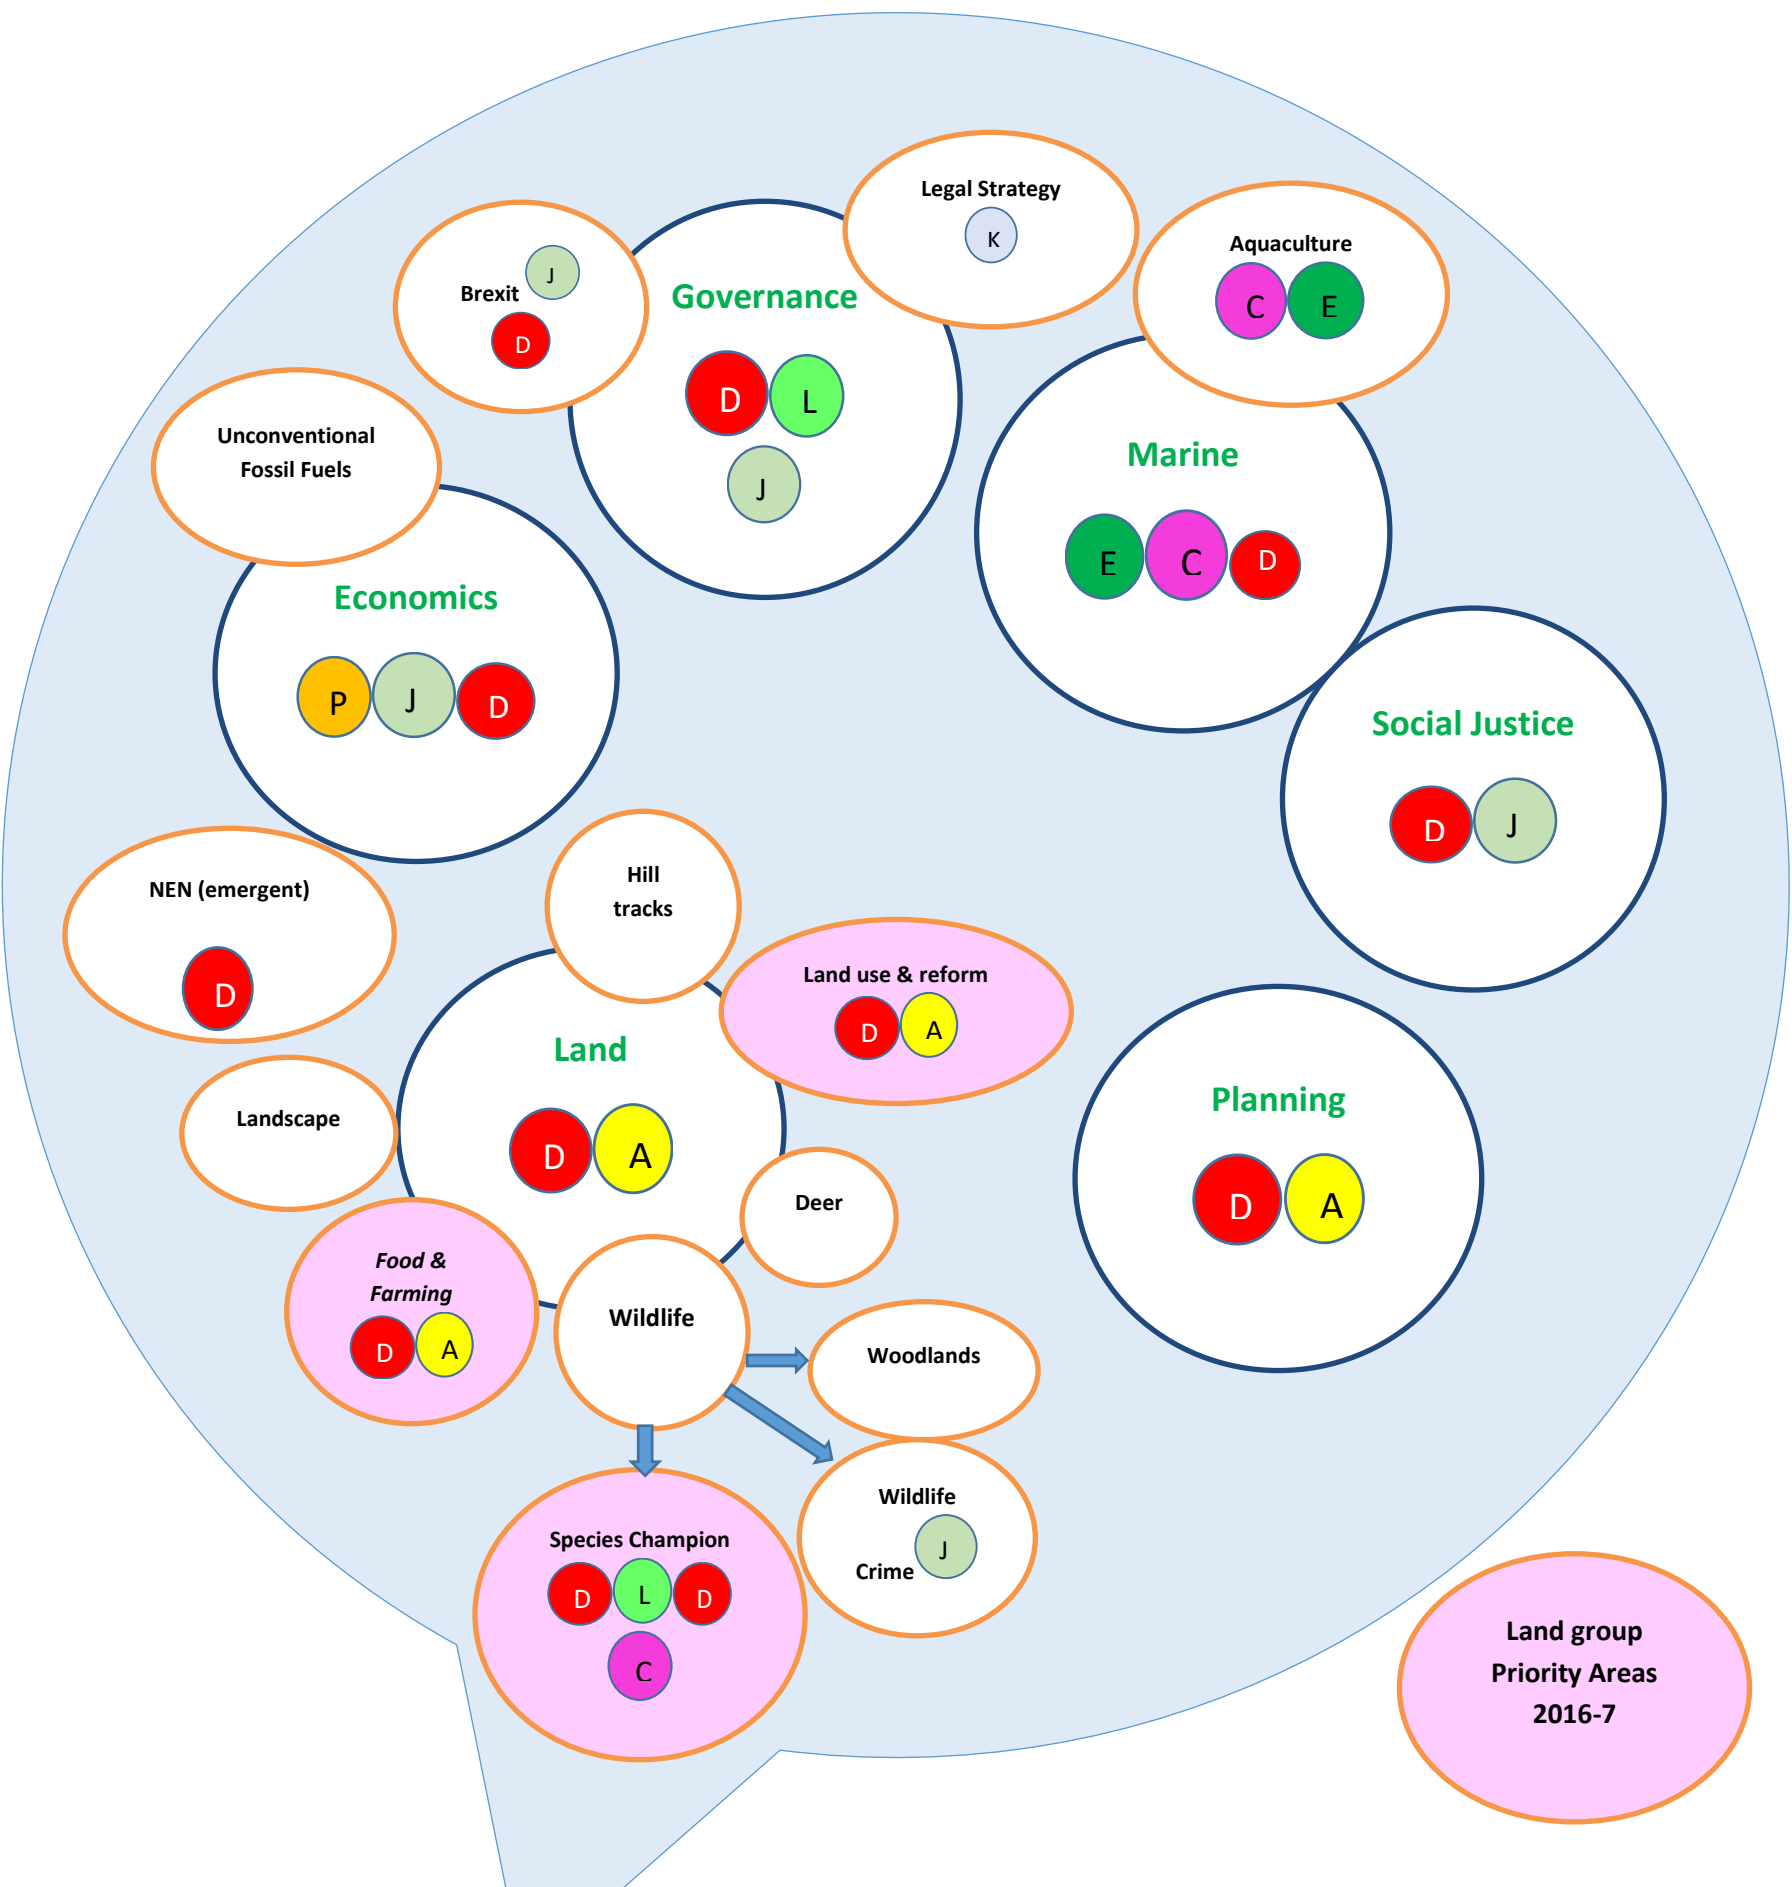 Legal Strategy
K
Aquaculture
C E
J
Brexit
D
Governance
D L
J
Unconventional
Fossil Fuels
Marine
E C D
Economics
P J D
Social Justice
D J
NEN (emergent)
D
Hill
tracks
Land use & reform
D A
Land
D A
Landscape
Planning
D A
Deer
Food &
Farming
D A
Wildlife
Woodlands
Wildlife
J
Crime
Species Champion
D L D
C
Land group
Priority Areas
2016-7